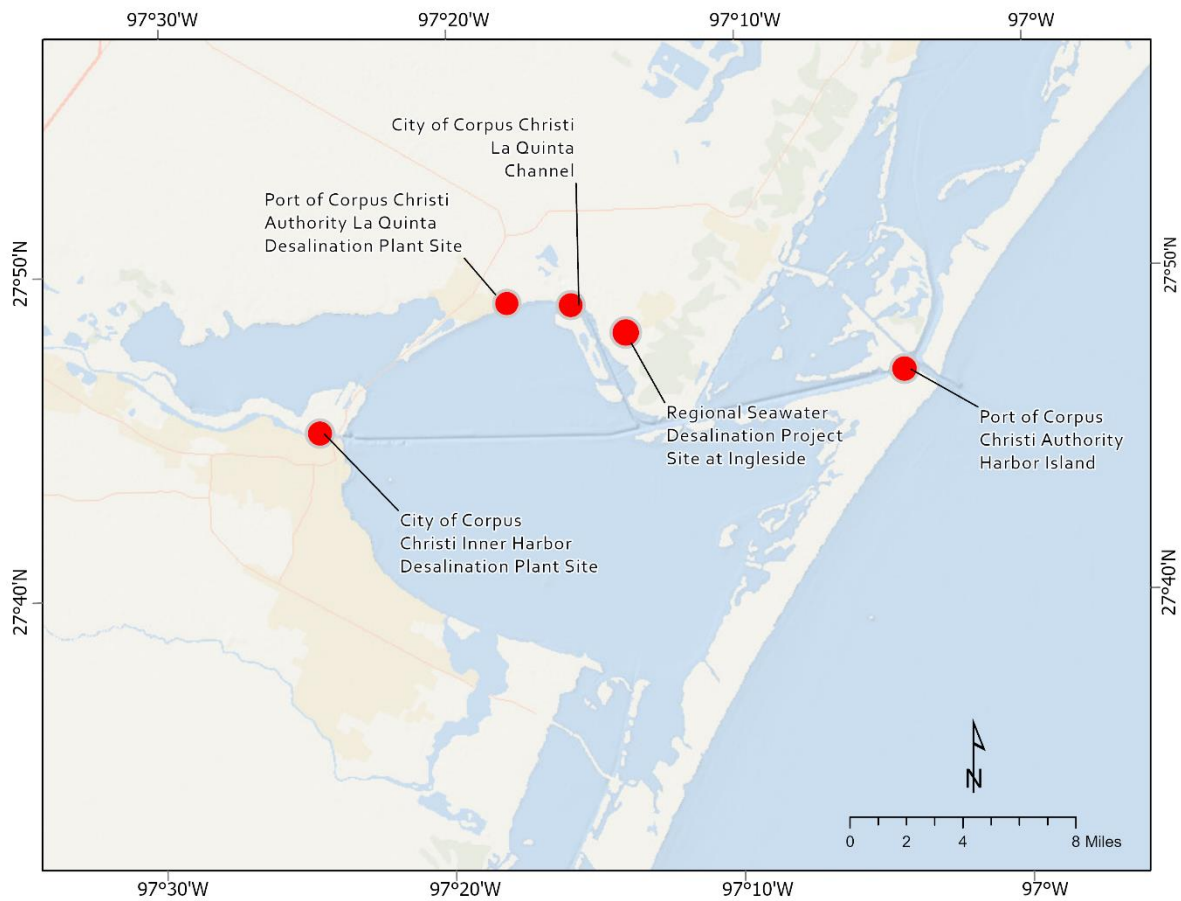 97°30'W
97°20'W
97°10'W
97°W
City of Corpus Christi
La Quinta
Channel
Port of Corpus Christi
Authority La Quinta
Desalination Plant Site
27°50'N
27°50'N
Regional Seawater
Desalination Project
Site at Ingleside
Port of Corpus
Christi Authority
Harbor Island
City of Corpus
Christi Inner Harbor
Desalination Plant Site
27°40'N
27°40'N
N
0 2 4 8 Miles
97°30'W
97°20'W
97°10'W
97°W